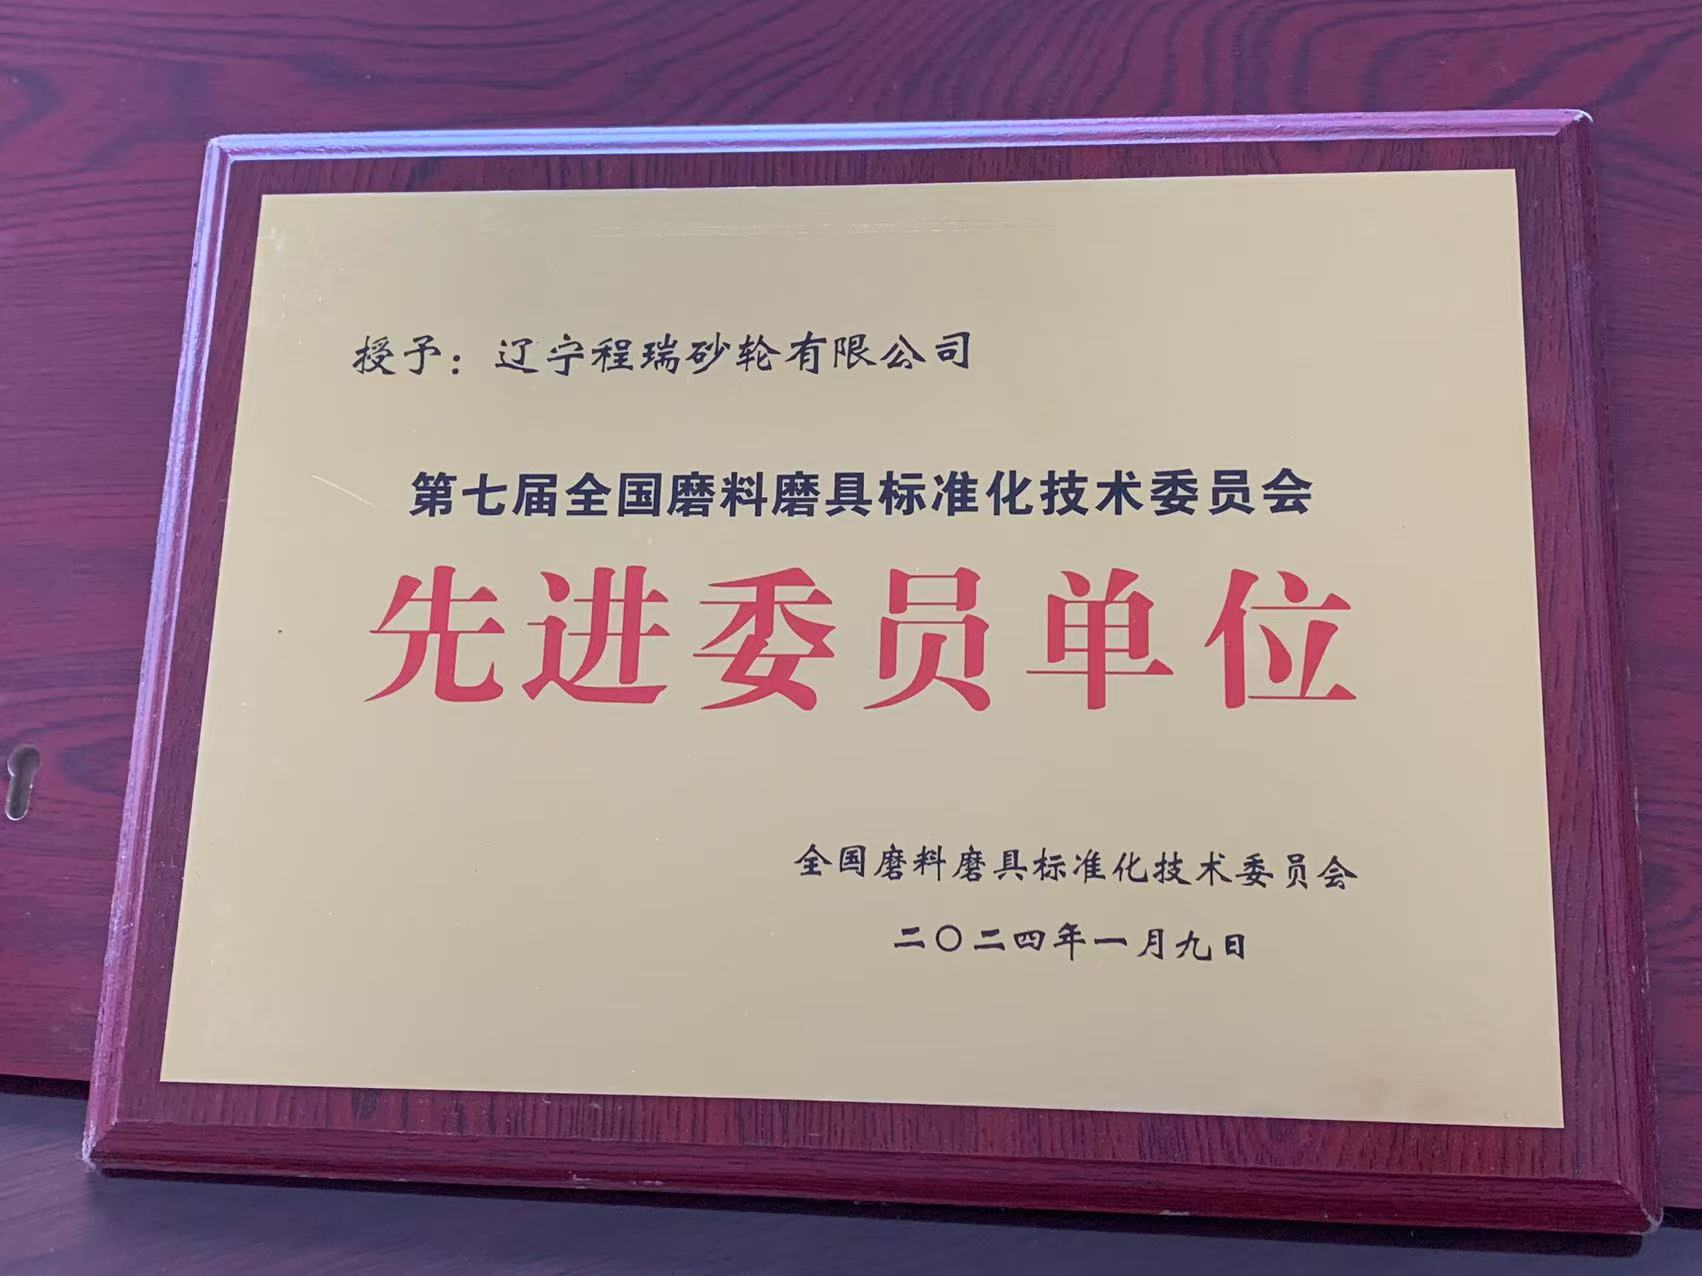 授予：辽宁程瑞砂轮有限公司
第七届全国磨料磨具标准化技术委员会
先进委员单位
全国磨料磨具标准化技术委员会
二〇二四年一月九日